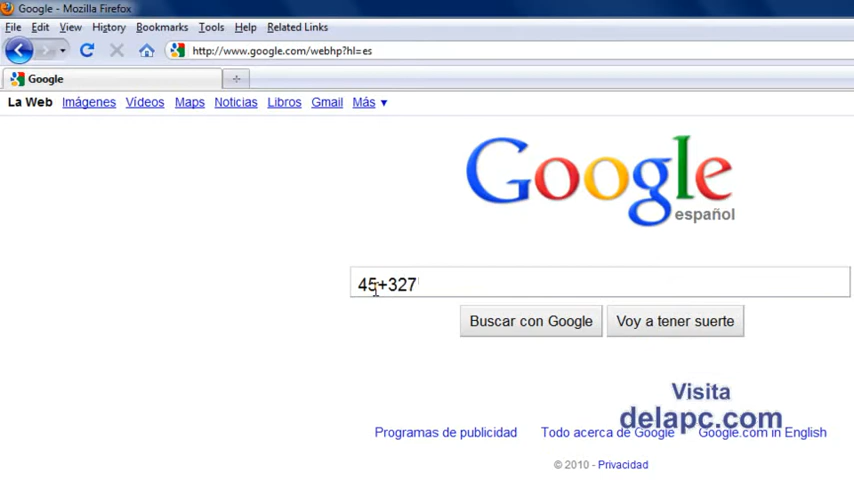 Google - Mozilla Firefox
File Edit View History Bookmarks Tools Help Related Links
http://www.google.com/webhp?hl=es
Google
La Web Imágenes Vídeos Maps Noticias Libros Gmail Más ▼
Google
español
45+327
Buscar con Google Voy a tener suerte
Visita
delapc.com
Programas de publicidad Todo acerca de Google Google.com in English
© 2010 - Privacidad